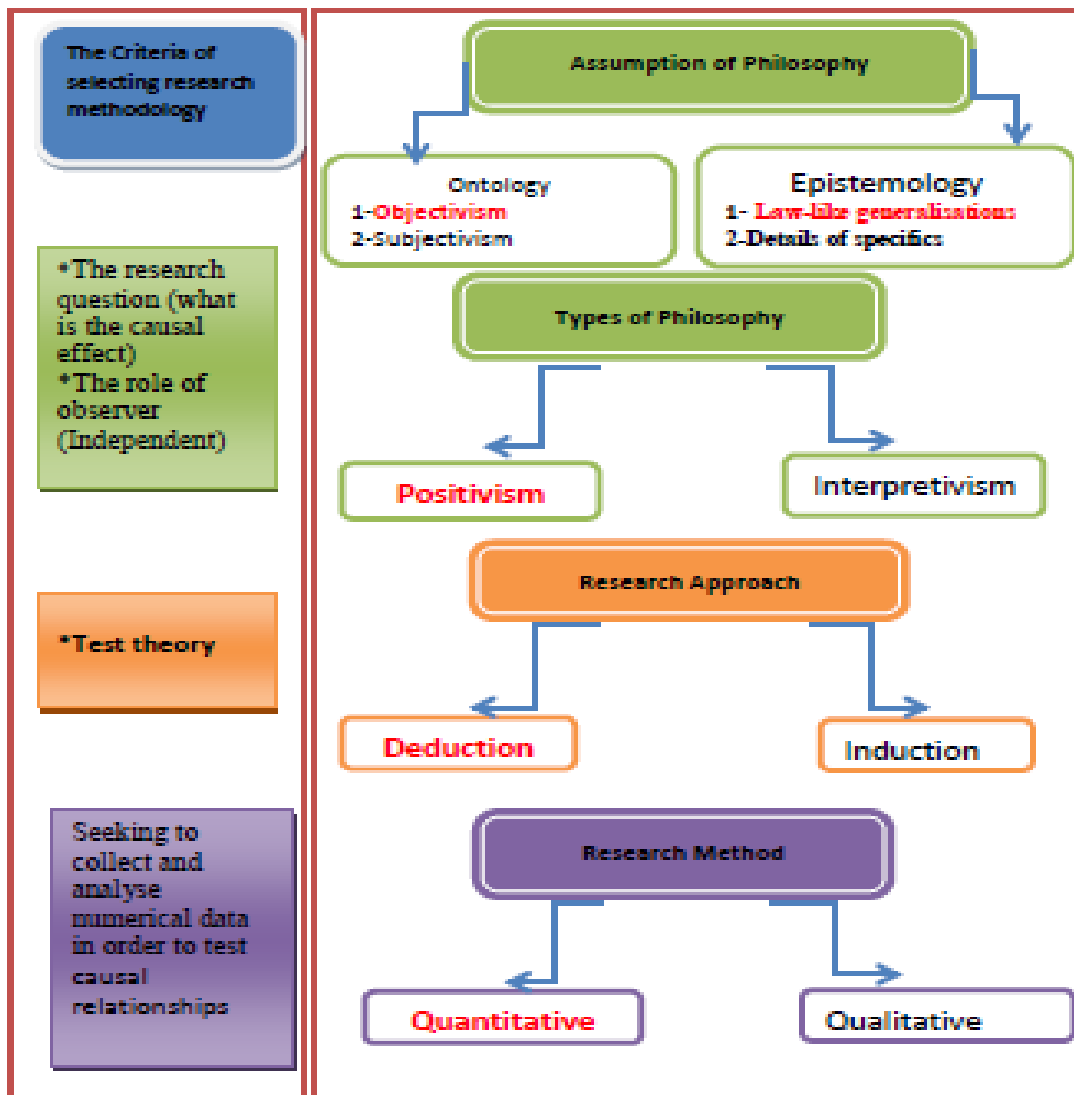 The Criteria of
selecting research
methodology
*The research
question (what
is the causal
effect)
*The role of
observer
(Independent)
*Test theory
Seeking to
collect and
analyse
numerical data
in order to test
causal
relationships
Assumption of Philosophy
Ontology
1-Objectivism
2-Subjectivism
Epistemology
1- Law-like generalisations
2-Details of specifics
Types of Philosophy
Positivism
Interpretivism
Research Approach
Deduction
Induction
Research Method
Quantitative
Qualitative